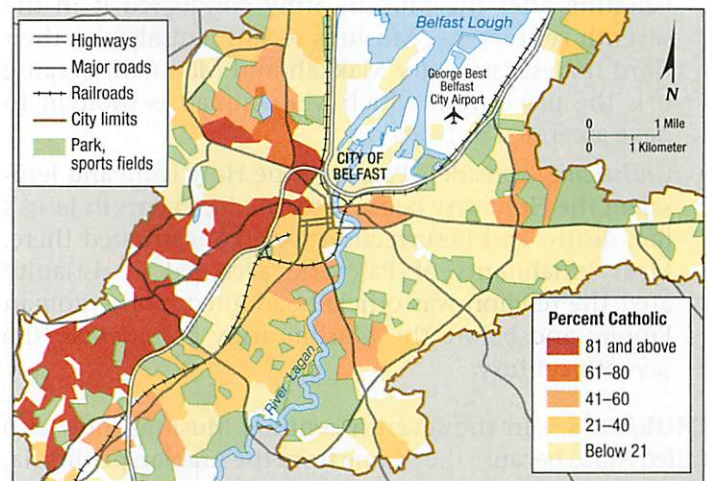 Highways
Major roads
Railroads
City limits
Park,
sports fields
Belfast Lough
George Best
Belfast
City Airport
N
0 1 Mile
0 1 Kilometer
CITY OF
BELFAST
River Lagan
Percent Catholic
81 and above
61–80
41–60
21–40
Below 21